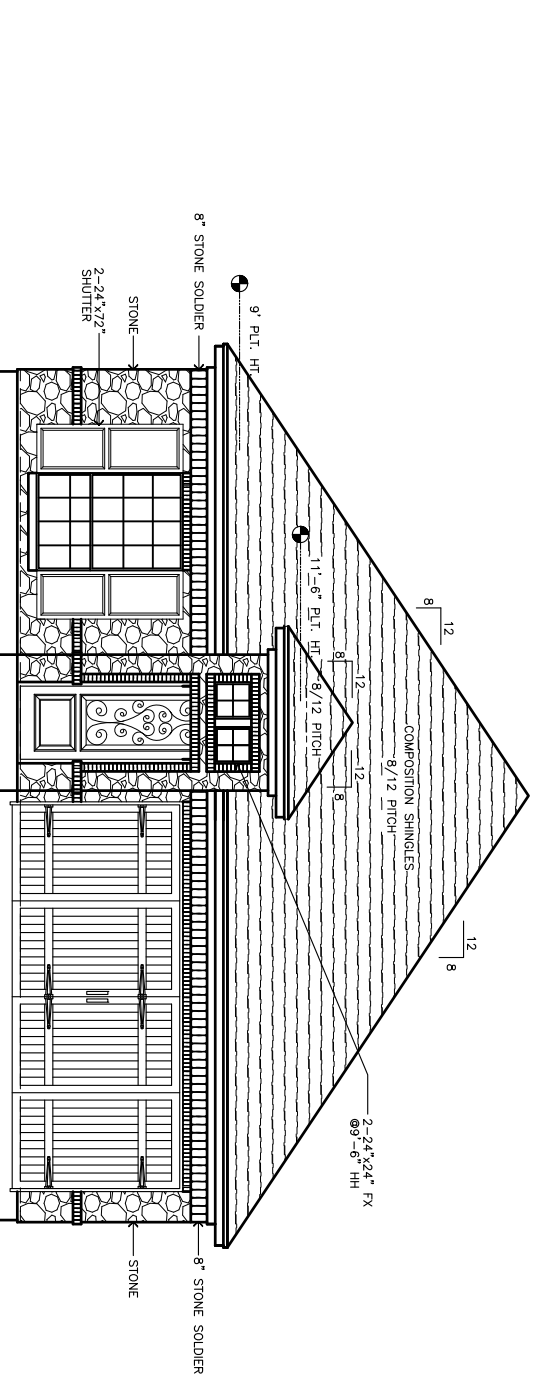 12
8
12
8
COMPOSITION SHINGLES
8/12 PITCH
12
8
12
8
8/12 PITCH
11'-6" PLT. HT.
2-24"x24" FX
@9'-6" HH
9' PLT. HT.
8" STONE SOLDIER
STONE
2-24"x72"
SHUTTER
8" STONE SOLDIER
STONE